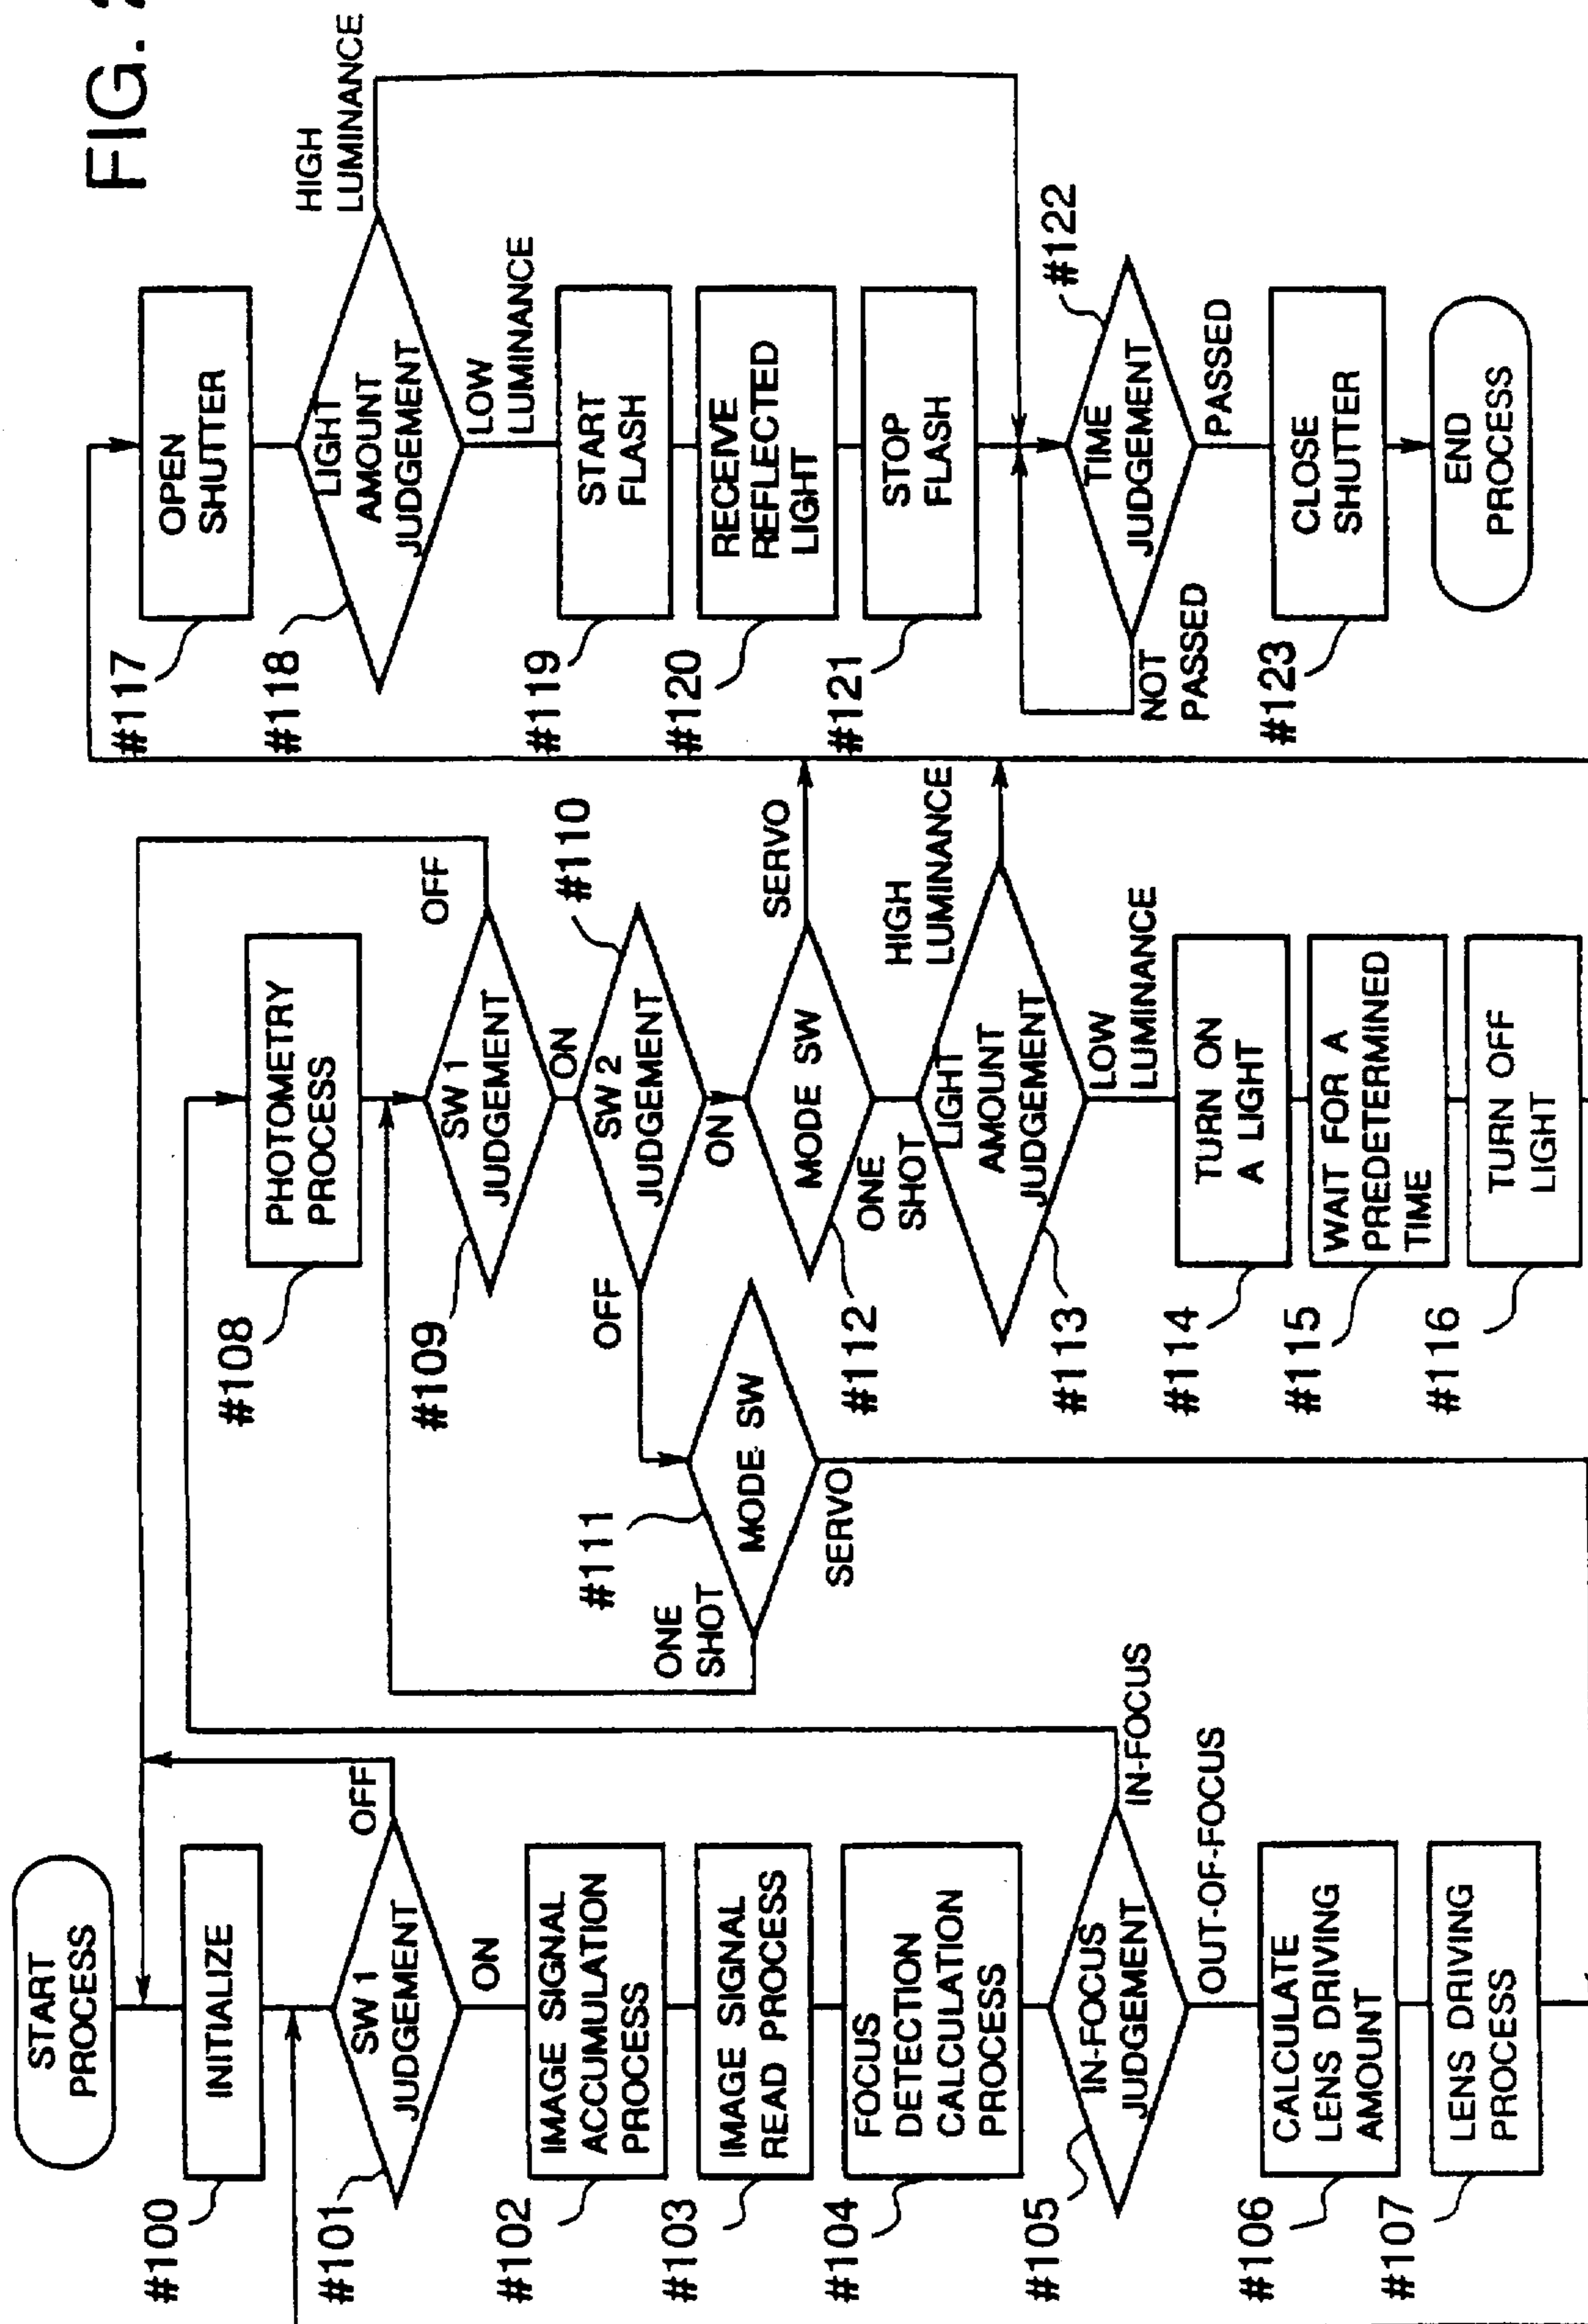 FIG. 2
START
PROCESS
#100
INITIALIZE
#101
SW 1
JUDGEMENT
OFF
ON
#102
IMAGE SIGNAL
ACCUMULATION
PROCESS
#103
IMAGE SIGNAL
READ PROCESS
#104
FOCUS
DETECTION
CALCULATION
PROCESS
#105
IN-FOCUS
JUDGEMENT
IN-FOCUS
OUT-OF-FOCUS
#106
CALCULATE
LENS DRIVING
AMOUNT
#107
LENS DRIVING
PROCESS
#108
PHOTOMETRY
PROCESS
#109
SW 1
JUDGEMENT
OFF
ON
#110
SW 2
JUDGEMENT
OFF
ON
#111
MODE SW
ONE
SHOT
SERVO
#112
MODE SW
SERVO
ONE
SHOT
#113
LIGHT
AMOUNT
JUDGEMENT
HIGH
LUMINANCE
LOW
LUMINANCE
#114
TURN ON
A LIGHT
#115
WAIT FOR A
PREDETERMINED
TIME
#116
TURN OFF
LIGHT
#117
OPEN
SHUTTER
#118
LIGHT
AMOUNT
JUDGEMENT
HIGH
LUMINANCE
LOW
LUMINANCE
#119
START
FLASH
#120
RECEIVE
REFLECTED
LIGHT
#121
STOP
FLASH
#122
TIME
JUDGEMENT
NOT
PASSED
PASSED
#123
CLOSE
SHUTTER
END
PROCESS